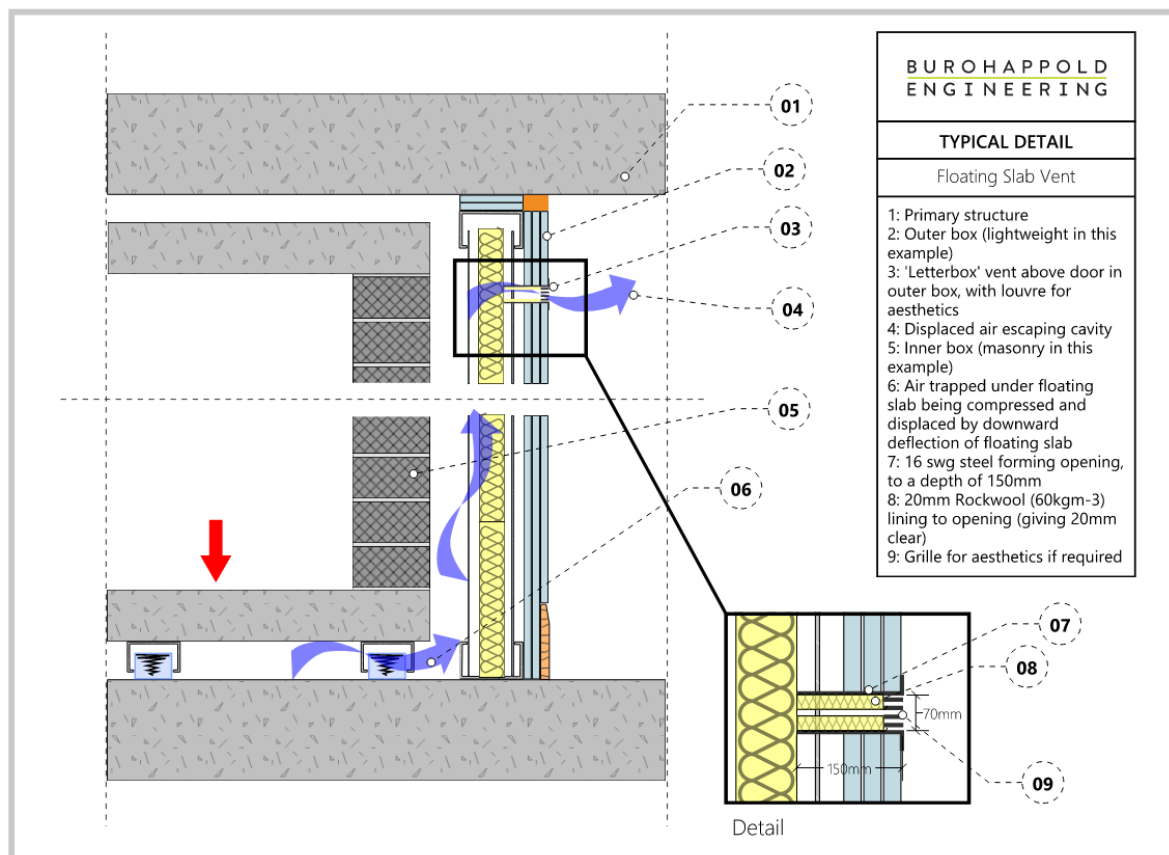 BUROHAPPOLD
ENGINEERING
TYPICAL DETAIL
Floating Slab Vent
1: Primary structure
2: Outer box (lightweight in this
example)
3: 'Letterbox' vent above door in
outer box, with louvre for
aesthetics
4: Displaced air escaping cavity
5: Inner box (masonry in this
example)
6: Air trapped under floating
slab being compressed and
displaced by downward
deflection of floating slab
7: 16 swg steel forming opening,
to a depth of 150mm
8: 20mm Rockwool (60kgm-3)
lining to opening (giving 20mm
clear)
9: Grille for aesthetics if required
01
02
03
04
05
06
07
08
70mm
150mm
09
Detail